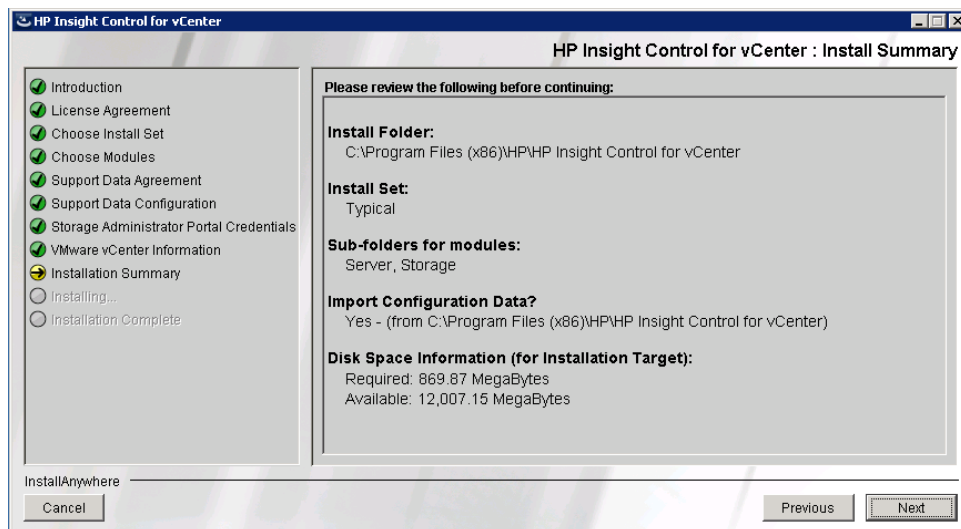 HP Insight Control for vCenter
HP Insight Control for vCenter : Install Summary
Introduction
License Agreement
Choose Install Set
Choose Modules
Support Data Agreement
Support Data Configuration
Storage Administrator Portal Credentials
VMware vCenter Information
Installation Summary
Installing...
Installation Complete
Please review the following before continuing:
Install Folder:
C:\Program Files (x86)\HP\HP Insight Control for vCenter
Install Set:
Typical
Sub-folders for modules:
Server, Storage
Import Configuration Data?
Yes - (from C:\Program Files (x86)\HP\HP Insight Control for vCenter)
Disk Space Information (for Installation Target):
Required: 869.87 MegaBytes
Available: 12,007.15 MegaBytes
InstallAnywhere
Cancel
Previous
Next